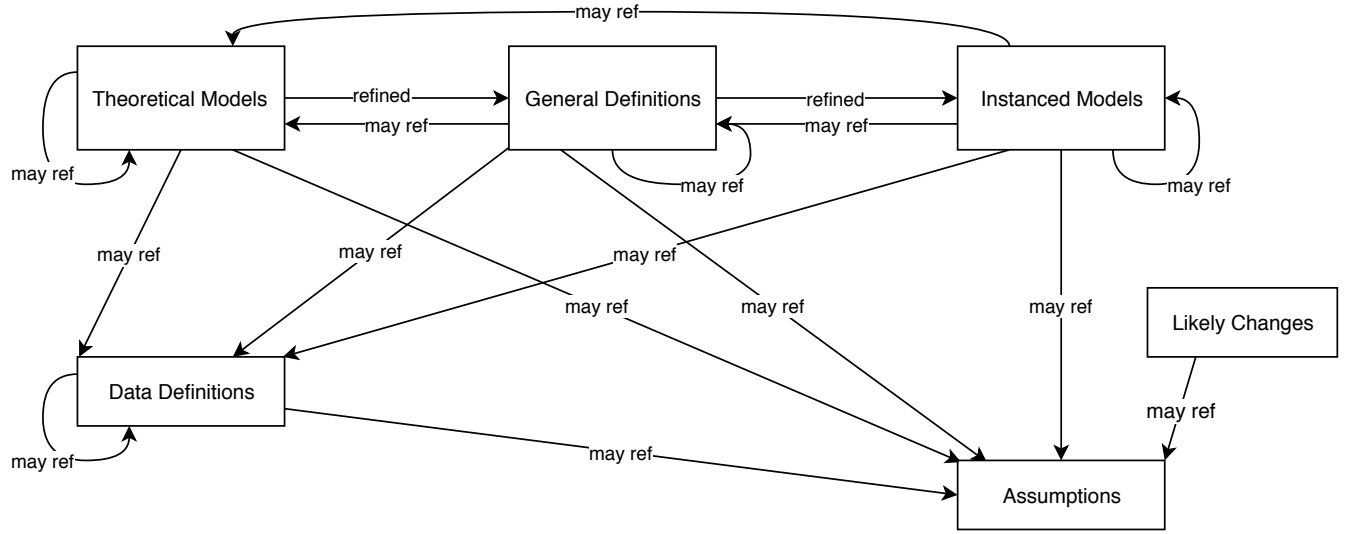 may ref
Theoretical Models
refined
General Definitions
refined
Instanced Models
may ref
may ref
may ref
may ref
may ref
may ref
may ref
may ref
may ref
may ref
may ref
Likely Changes
Data Definitions
may ref
may ref
may ref
Assumptions